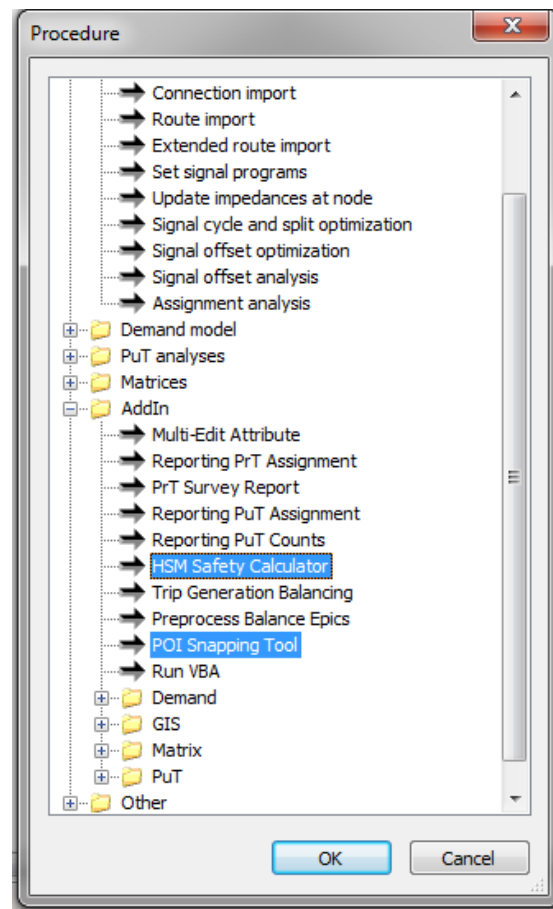 Procedure
Connection import
Route import
Extended route import
Set signal programs
Update impedances at node
Signal cycle and split optimization
Signal offset optimization
Signal offset analysis
Assignment analysis
Demand model
PuT analyses
Matrices
AddIn
Multi-Edit Attribute
Reporting PrT Assignment
PrT Survey Report
Reporting PuT Assignment
Reporting PuT Counts
HSM Safety Calculator
Trip Generation Balancing
Preprocess Balance Epics
POI Snapping Tool
Run VBA
Demand
GIS
Matrix
PuT
Other
OK Cancel